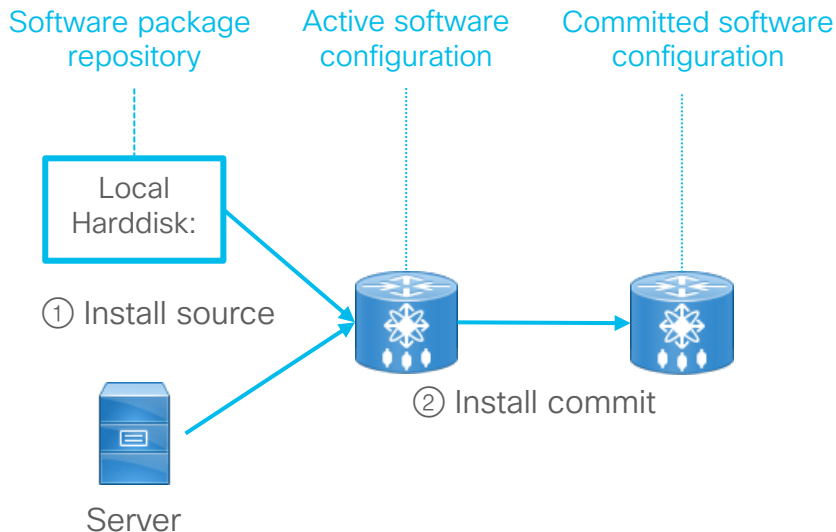 Software package
repository
Active software
configuration
Committed software
configuration
Local
Harddisk:
① Install source
② Install commit
Server